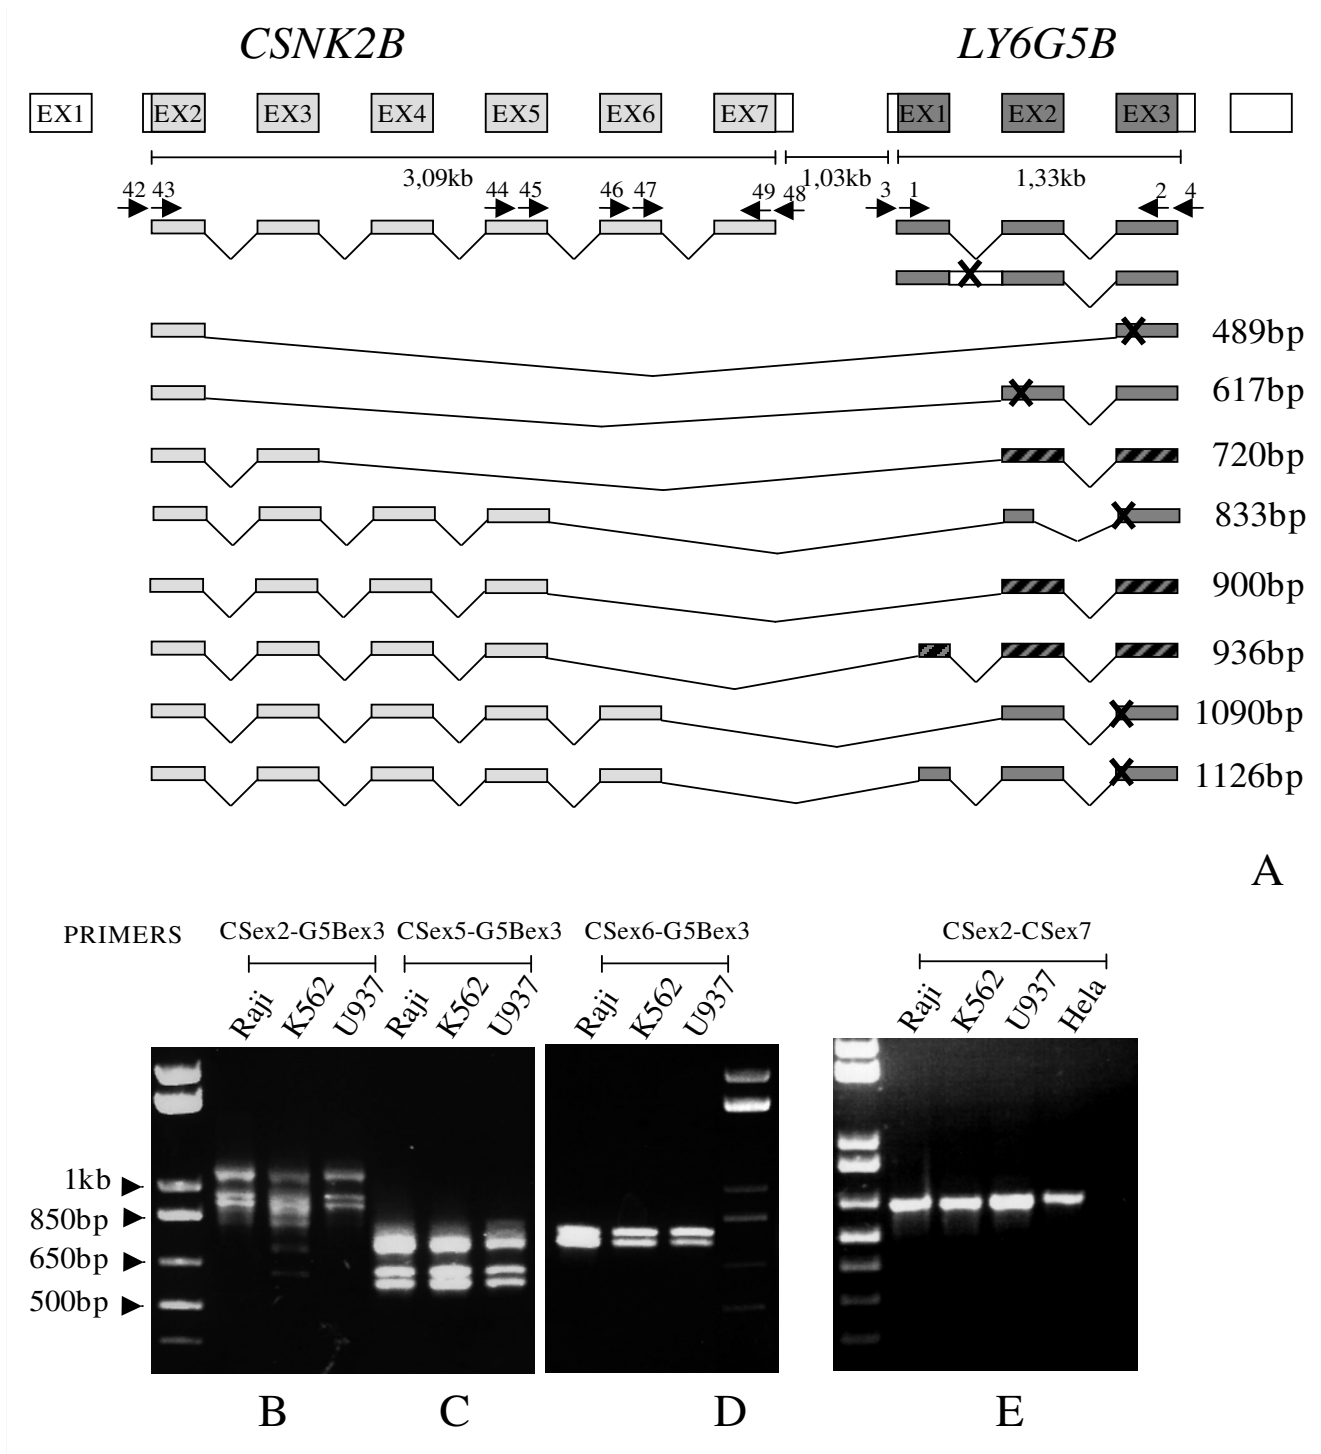 CSNK2B LY6G5B
EX1 EX2 EX3 EX4 EX5 EX6 EX7 EX1 EX2 EX3
3,09kb 1,03kb 1,33kb
42 43 44 45 46 47 49 48 3 1 2 4
489bp
617bp
720bp
833bp
900bp
936bp
1090bp
1126bp
A
PRIMERS CSex2-G5Bex3 CSex5-G5Bex3 CSex6-G5Bex3 CSex2-CSex7
Raji K562 U937 Raji K562 U937 Raji K562 U937 Raji K562 U937 Hela
1kb
850bp
650bp
500bp
B C D E